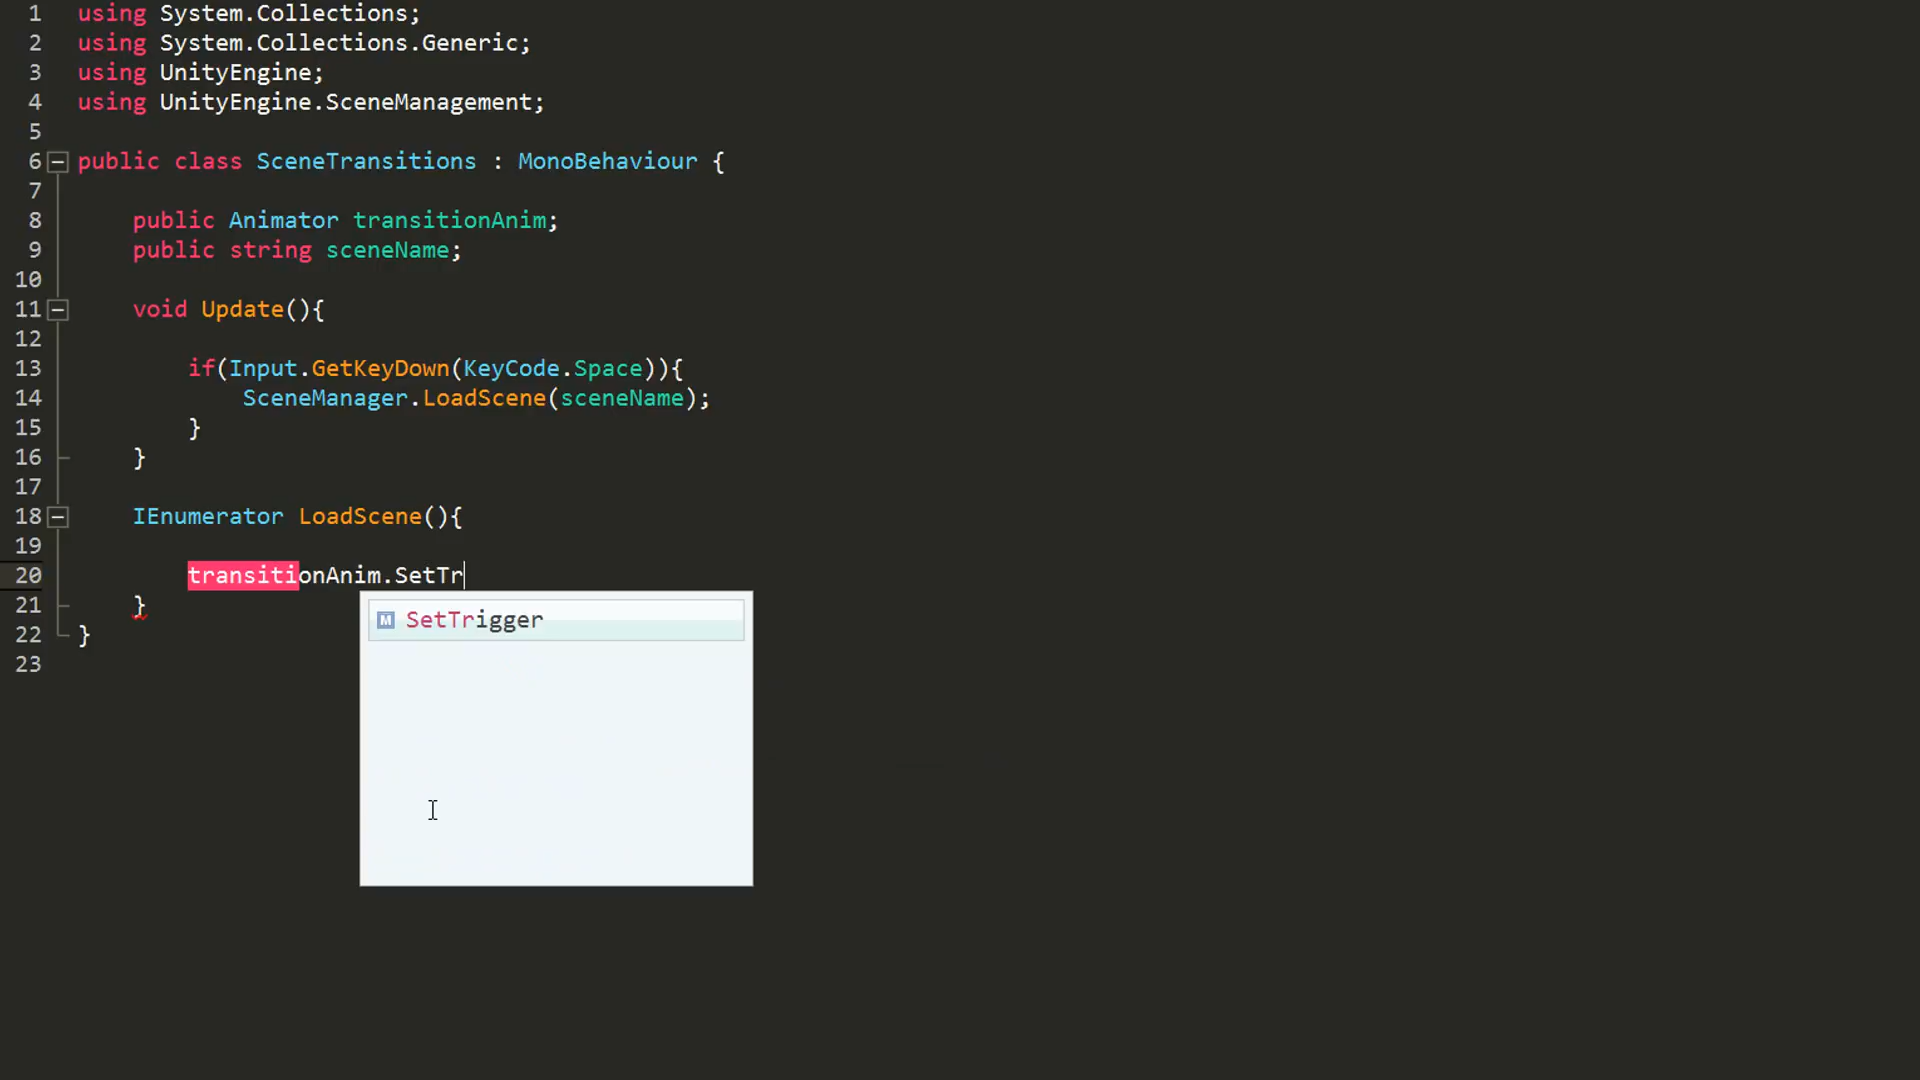 1 using System.Collections;
2 using System.Collections.Generic;
3 using UnityEngine;
4 using UnityEngine.SceneManagement;
5
6 public class SceneTransitions : MonoBehaviour {
7
8 public Animator transitionAnim;
9 public string sceneName;
10
11 void Update(){
12
13 if(Input.GetKeyDown(KeyCode.Space)){
14 SceneManager.LoadScene(sceneName);
15 }
16 }
17
18 IEnumerator LoadScene(){
19
20 transitionAnim.SetTr
21 }
M SetTrigger
22 }
23